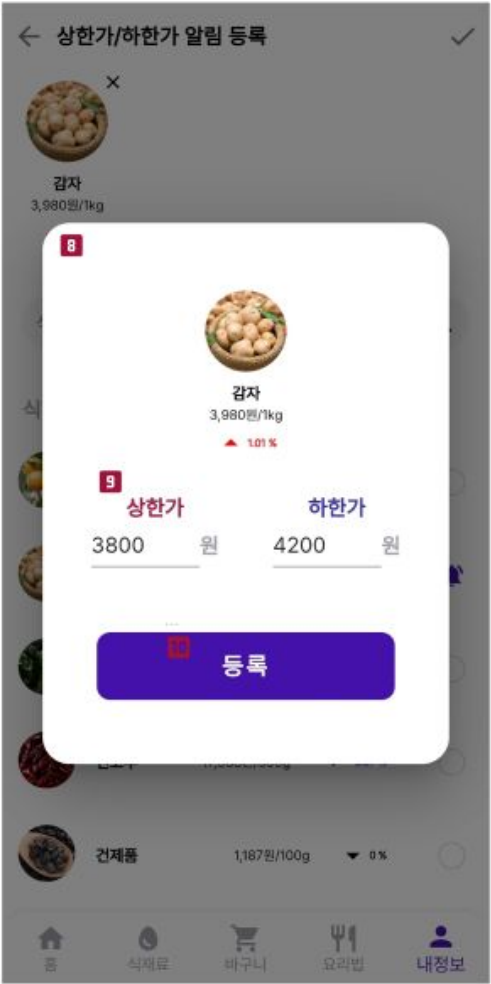 상한가/하한가 알림 등록
감자
3,980원/1kg
8
감자
3,980원/1kg
▲ 1.01 %
9
상한가 하한가
3800 원 4200 원
...
10
등록
식
건제품 1,187원/100g ▼ 0 %
홈 식재료 바구니 요리법 내정보